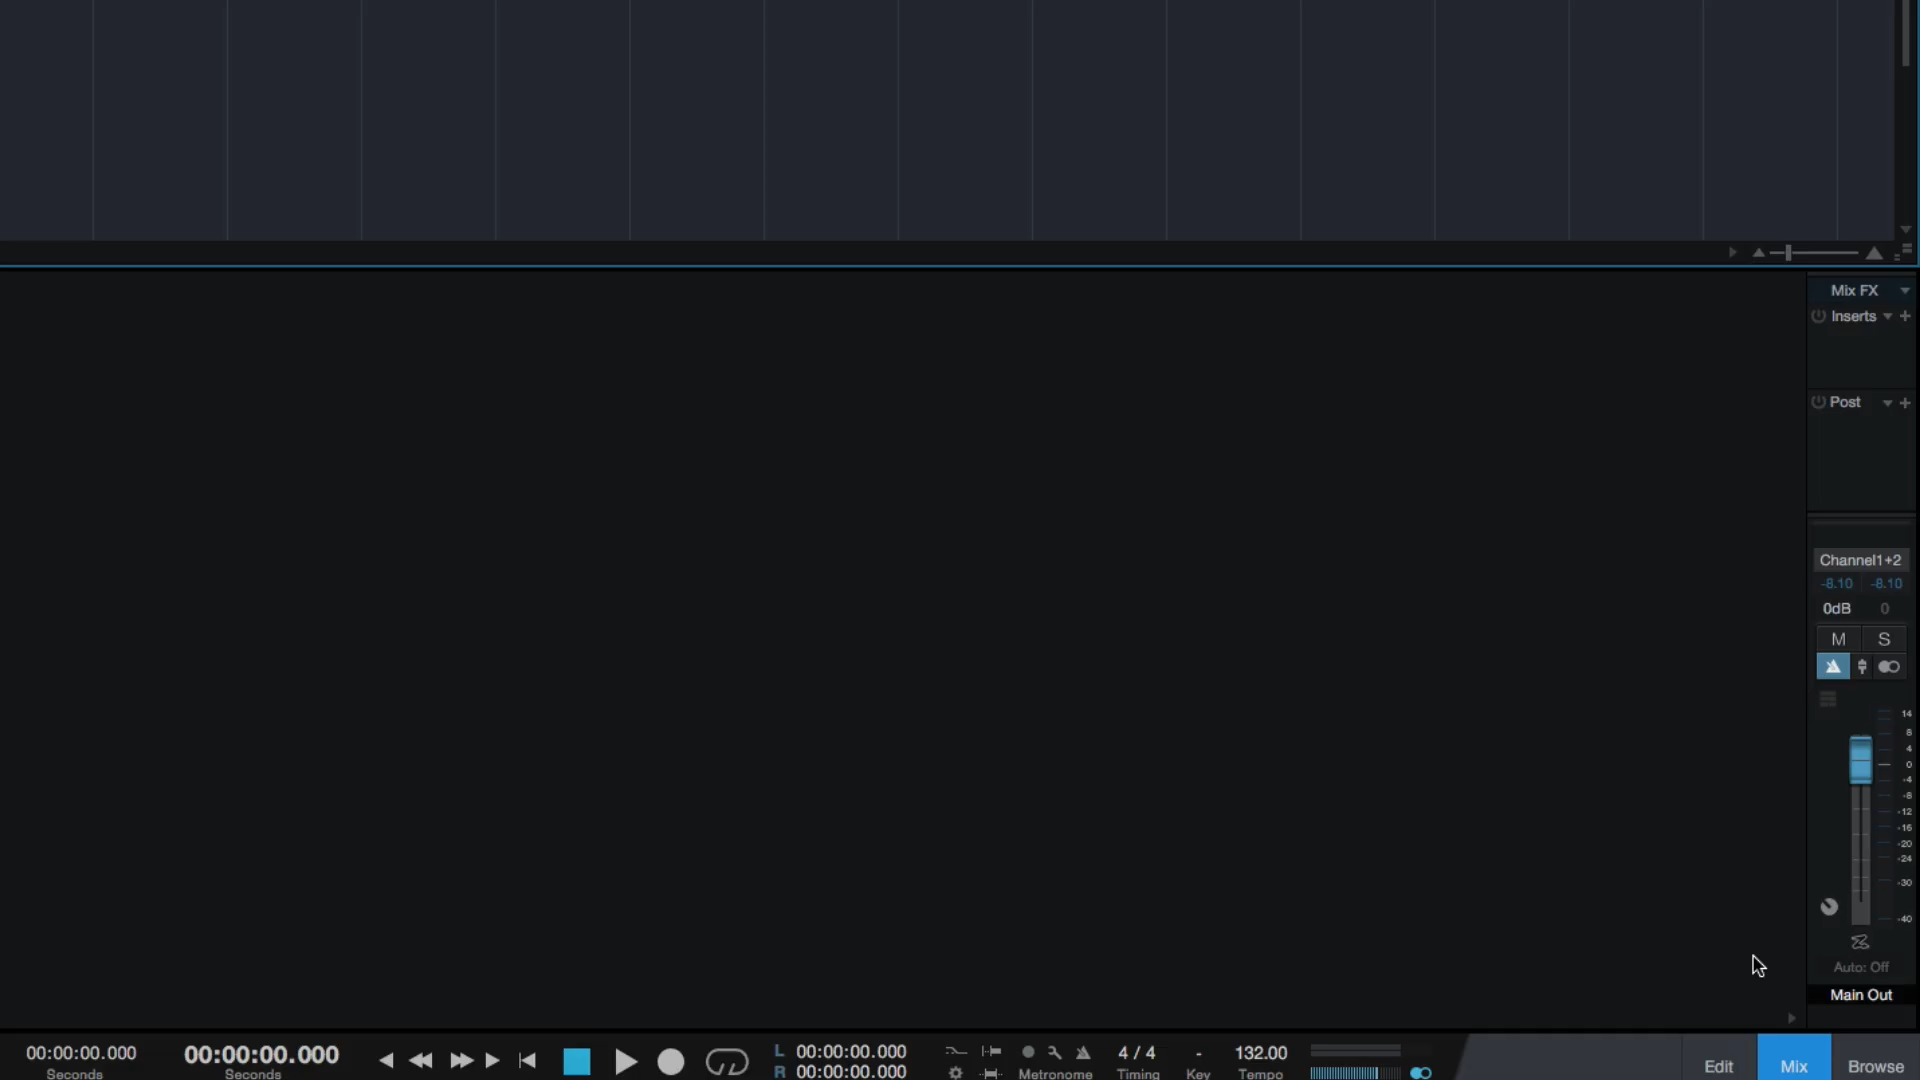 Mix FX
Inserts
Post
Channel1+2
-8.10 -8.10
0dB 0
M S
14
8
4
0
-4
-8
-12
-16
-20
-24
-30
-40
Auto: Off
Main Out
00:00:00.000 00:00:00.000 L 00:00:00.000 4 / 4 - 132.00
Seconds Seconds R 00:00:00.000 Metronome Timing Key Tempo Edit Mix Browse